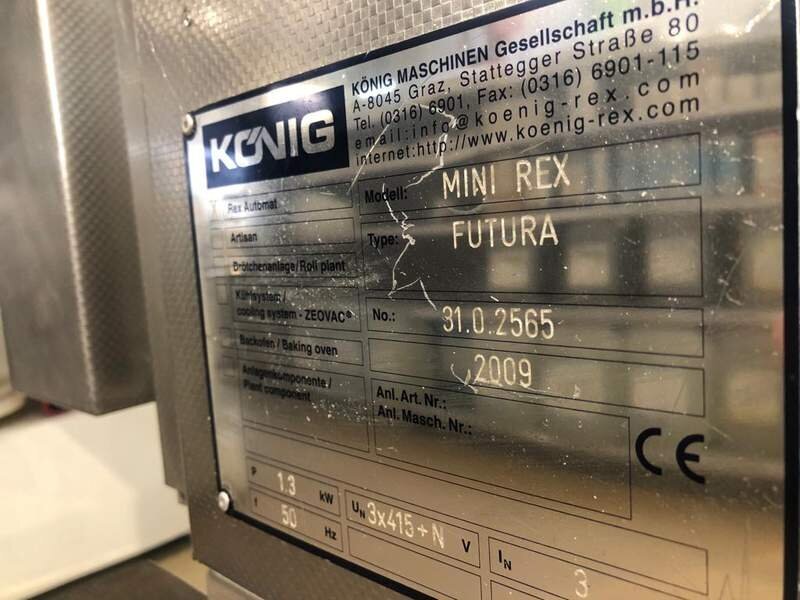 KÖNIG
KÖNIG MASCHINEN Gesellschaft m.b.H.
A-8045 Graz, Stattegger Straße 80
Tel. (0316) 6901, Fax: (0316) 6901-115
email:info@koenig-rex.com
internet:http://www.koenig-rex.com
X Rex Automat
Artisan
Brötchenanlage/Roll plant
Kühlsystem /
cooling system - ZEOVAC®
Backofen / Baking oven
Anlagenkomponente /
Plant component
Modell: MINI REX
Type: FUTURA
No.: 31.0.2565
2009
Anl. Art. Nr.:
Anl. Masch. Nr.:
CE
P 1.3 kW
f 50 Hz
UN 3x415+N V
IN 3